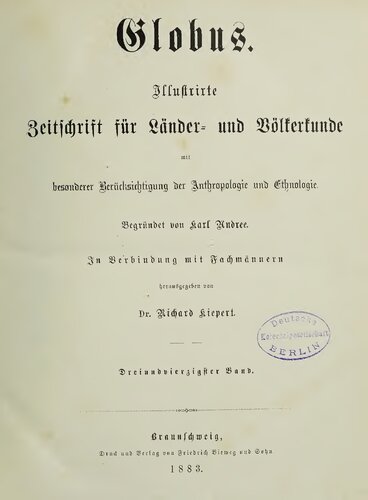 Globus.
Illustrirte
Zeitschrift für Länder- und Völkerkunde
mit
besonderer Berücksichtigung der Anthropologie und Ethnologie.
Begründet von Karl Andree.
In Verbindung mit Fachmännern
herausgegeben von
Dr. Richard Kiepert.
Deutsche
Kolonialgesellschaft
BERLIN
Dreiundvierzigster Band.
Braunschweig,
Druck und Verlag von Friedrich Vieweg und Sohn.
1883.